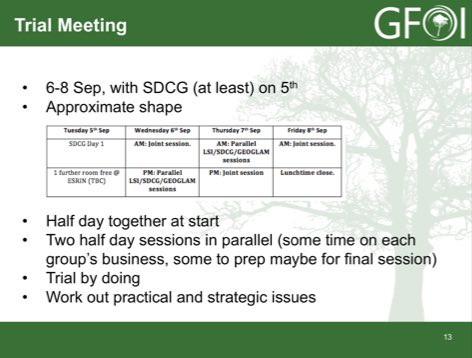 Trial Meeting
GFOI
• 6-8 Sep, with SDCG (at least) on 5th
• Approximate shape
Tuesday 5th Sep Wednesday 6th Sep Thursday 7th Sep Friday 8th Sep
SDCG Day 1 AM: Joint session. AM: Parallel LSI/SDCG/GEOGLAM sessions AM: Joint session.
1 further room free @ ESRIN (TBC) PM: Parallel LSI/SDCG/GEOGLAM sessions PM: Joint session Lunchtime close.
• Half day together at start
• Two half day sessions in parallel (some time on each
group's business, some to prep maybe for final session)
• Trial by doing
• Work out practical and strategic issues
13